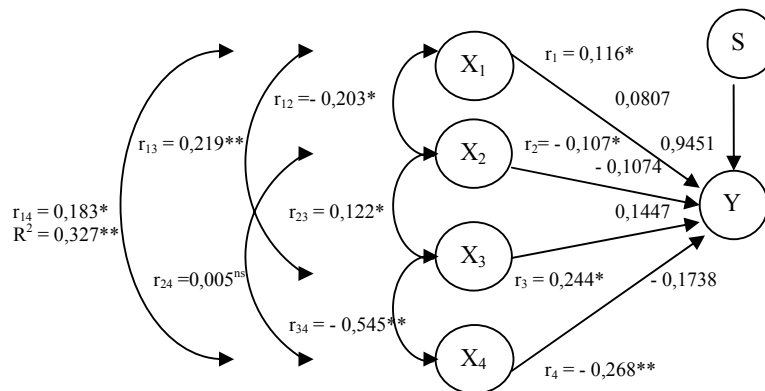 S
X₁
r₁ = 0,116*
0,0807
r₁₂ =- 0,203*
r₁₃ = 0,219**
X₂
r₂= - 0,107*
0,9451
- 0,1074
r₁₄ = 0,183*
R² = 0,327**
r₂₃ = 0,122*
0,1447
Y
X₃
r₂₄ =0,005ⁿˢ
r₃ = 0,244*
- 0,1738
r₃₄ = - 0,545**
X₄
r₄ = - 0,268**